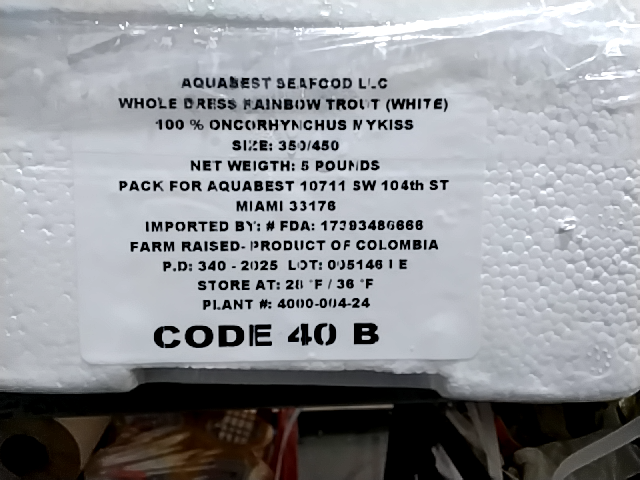 AQUABEST SEAFOOD LLC
WHOLE DRESS RAINBOW TROUT (WHITE)
100 % ONCORHYNCHUS MYKISS
SIZE: 350/450
NET WEIGTH: 5 POUNDS
PACK FOR AQUABEST 10711 SW 104th ST
MIAMI 33176
IMPORTED BY: # FDA: 17393486666
FARM RAISED- PRODUCT OF COLOMBIA
P.D: 340 - 2025 LOT: 005146 I E
STORE AT: 28 °F / 36 °F
PLANT #: 4000-004-24
CODE 40 B